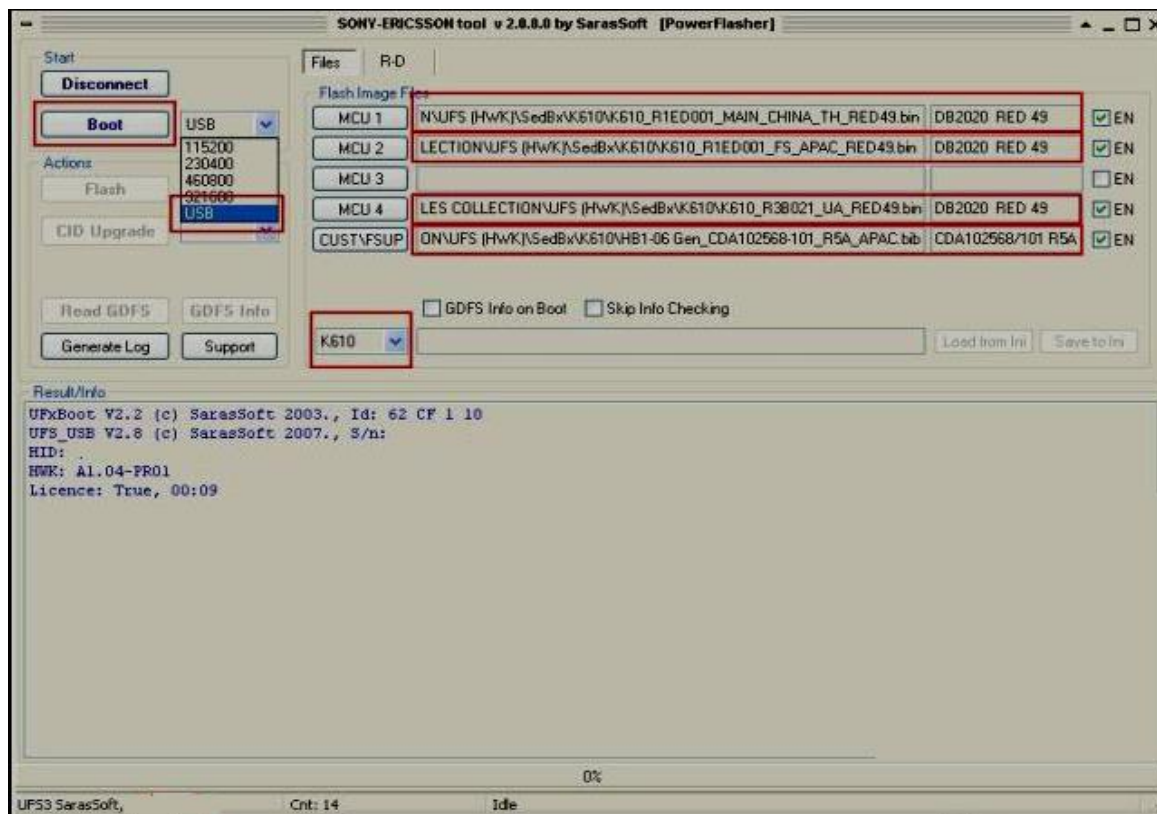 SONY-ERICSSON tool v 2.0.8.0 by SarasSoft [PowerFlasher]
Start
Disconnect
Boot
USB
115200
230400
460800
921600
USB
Actions
Flash
CID Upgrade
Read GDFS
GDFS Info
Generate Log
Support
Files
R-D
Flash Image Files
MCU 1
N\UFS (HWK)\SedBx\K610\K610_R1ED001_MAIN_CHINA_TH_RED49.bin
DB2020 RED 49
EN
MCU 2
LECTION\UFS (HWK)\SedBx\K610\K610_R1ED001_FS_APAC_RED49.bin
DB2020 RED 49
EN
MCU 3
EN
MCU 4
LES COLLECTION\UFS (HWK)\SedBx\K610\K610_R3B021_UA_RED49.bin
DB2020 RED 49
EN
CUST\FSUP
ON\UFS (HWK)\SedBx\K610\HB1-06 Gen_CDA102568-101_R5A_APAC.bib
CDA102568/101 R5A
EN
GDFS Info on Boot
Skip Info Checking
K610
Load from Ini
Save to Ini
Result/Info
UFxBoot V2.2 (c) SarasSoft 2003., Id: 62 CF 1 10
UFS_USB V2.8 (c) SarasSoft 2007., S/n:
HID: .
HWK: A1.04-PR01
Licence: True, 00:09
0%
UFS3 SarasSoft,
Cnt: 14
Idle